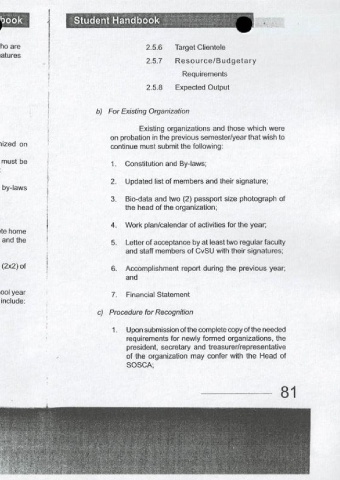 book
ho are
atures
nized on
must be
by-laws
te home
and the
(2x2) of
ool year
include:
Student Handbook
2.5.6 Target Clientele
2.5.7 Resource/Budgetary
Requirements
2.5.8 Expected Output
b) For Existing Organization
Existing organizations and those which were
on probation in the previous semester/year that wish to
continue must submit the following:
1. Constitution and By-laws;
2. Updated list of members and their signature;
3. Bio-data and two (2) passport size photograph of
the head of the organization;
4. Work plan/calendar of activities for the year;
5. Letter of acceptance by at least two regular faculty
and staff members of CvSU with their signatures;
6. Accomplishment report during the previous year;
and
7. Financial Statement
c) Procedure for Recognition
1. Upon submission of the complete copy of the needed
requirements for newly formed organizations, the
president, secretary and treasurer/representative
of the organization may confer with the Head of
SOSCA;
81